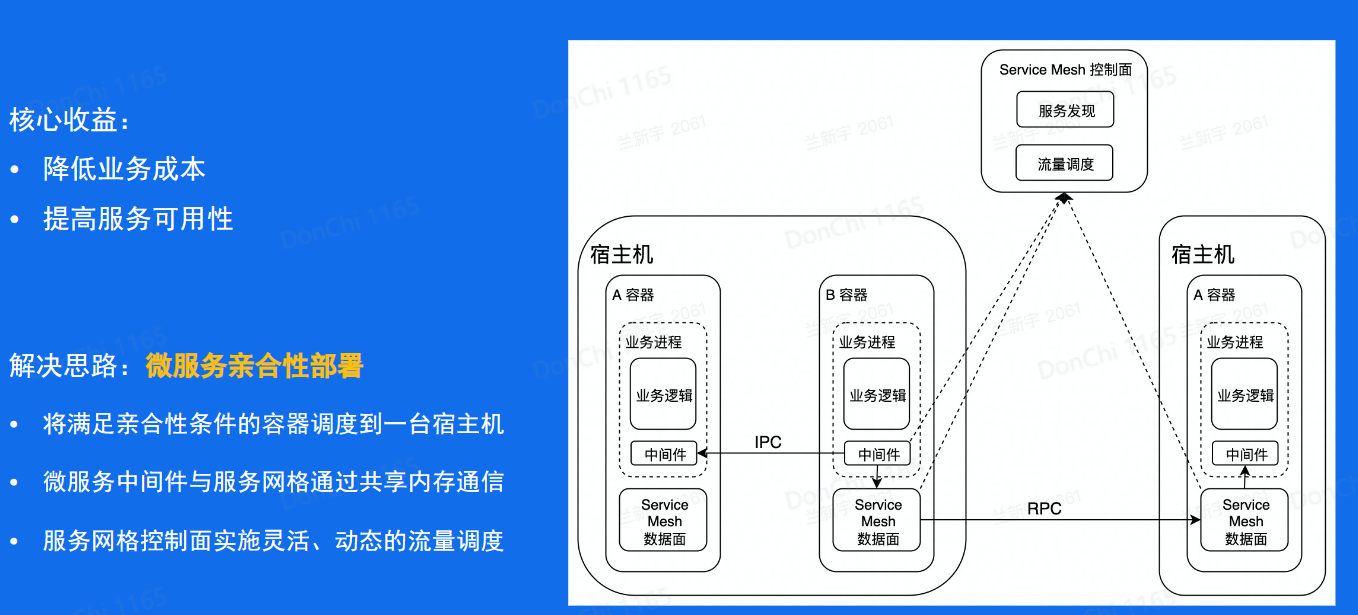 核心收益：
• 降低业务成本
• 提高服务可用性
解决思路：微服务亲合性部署
• 将满足亲合性条件的容器调度到一台宿主机
• 微服务中间件与服务网格通过共享内存通信
• 服务网格控制面实施灵活、动态的流量调度
Service Mesh 控制面
服务发现
流量调度
宿主机
A 容器
业务进程
业务逻辑
中间件
Service
Mesh
数据面
IPC
B 容器
业务进程
业务逻辑
中间件
Service
Mesh
数据面
RPC
宿主机
A 容器
业务进程
业务逻辑
中间件
Service
Mesh
数据面
DonChi 1165
兰新宇 2061